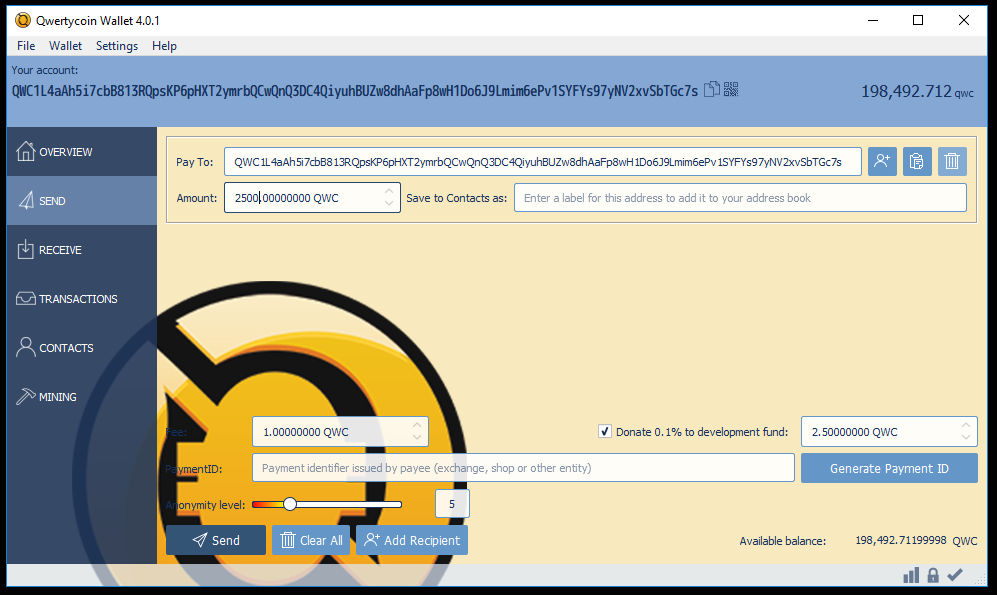 Qwertycoin Wallet 4.0.1
File Wallet Settings Help
Your account:
QWC1L4aAh5i7cbB813RQpsKP6pHXT2ymrbQCwQnQ3DC4QiyuhBUZw8dhAaFp8wH1Do6J9Lmim6ePv1SYFYs97yNV2xvSbTGc7s
198,492.712 QWC
OVERVIEW
SEND
RECEIVE
TRANSACTIONS
CONTACTS
MINING
Pay To: QWC1L4aAh5i7cbB813RQpsKP6pHXT2ymrbQCwQnQ3DC4QiyuhBUZw8dhAaFp8wH1Do6J9Lmim6ePv1SYFYs97yNV2xvSbTGc7s
Amount: 2500.00000000 QWC Save to Contacts as: Enter a label for this address to add it to your address book
Fee: 1.00000000 QWC Donate 0.1% to development fund: 2.50000000 QWC
PaymentID: Payment identifier issued by payee (exchange, shop or other entity) Generate Payment ID
Anonymity level: 5
Send Clear All Add Recipient Available balance: 198,492.71199998 QWC